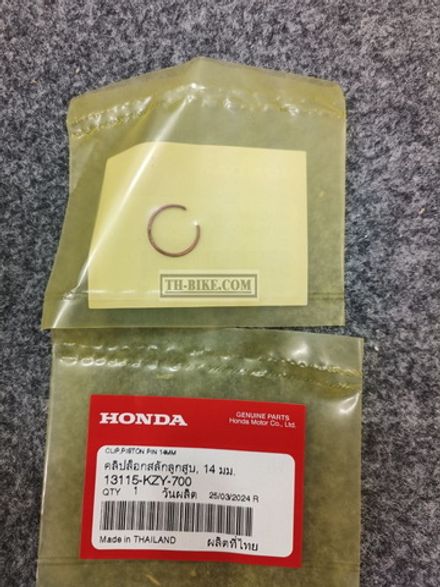 TH-BIKE.COM
HONDA
GENUINE PARTS
Honda Motor Co., Ltd.
CLIP,PISTON PIN 14MM
คลิปล็อกสลักลูกสูบ, 14 มม.
13115-KZY-700
QTY 1 วันผลิต 25/03/2024 R
Made in THAILAND ผลิตที่ไทย